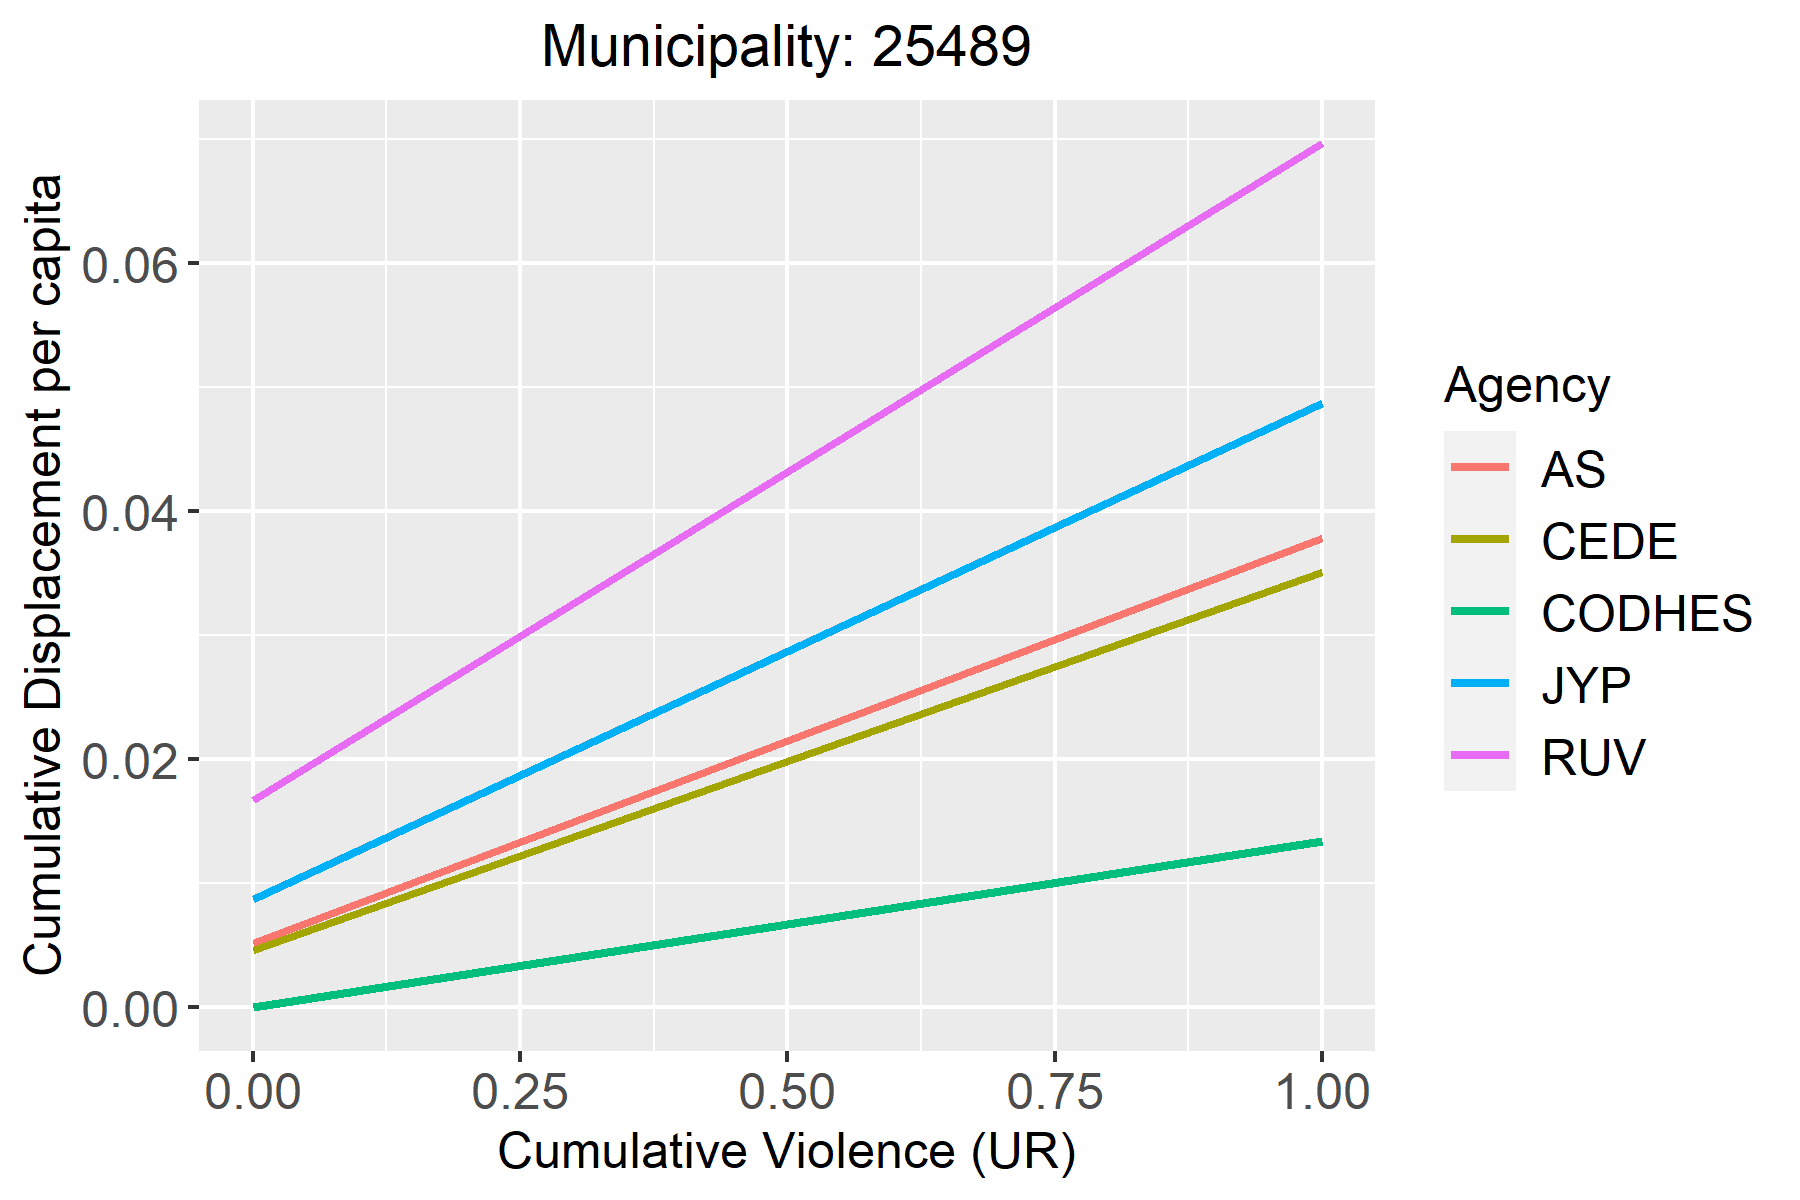 Municipality: 25489
Cumulative Displacement per capita
0.06
0.04
0.02
0.00
0.00 0.25 0.50 0.75 1.00
Cumulative Violence (UR)
Agency
AS
CEDE
CODHES
JYP
RUV